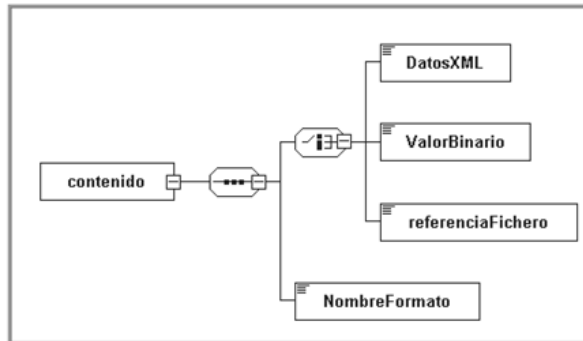 DatosXML
ValorBinario
contenido
referenciaFichero
NombreFormato